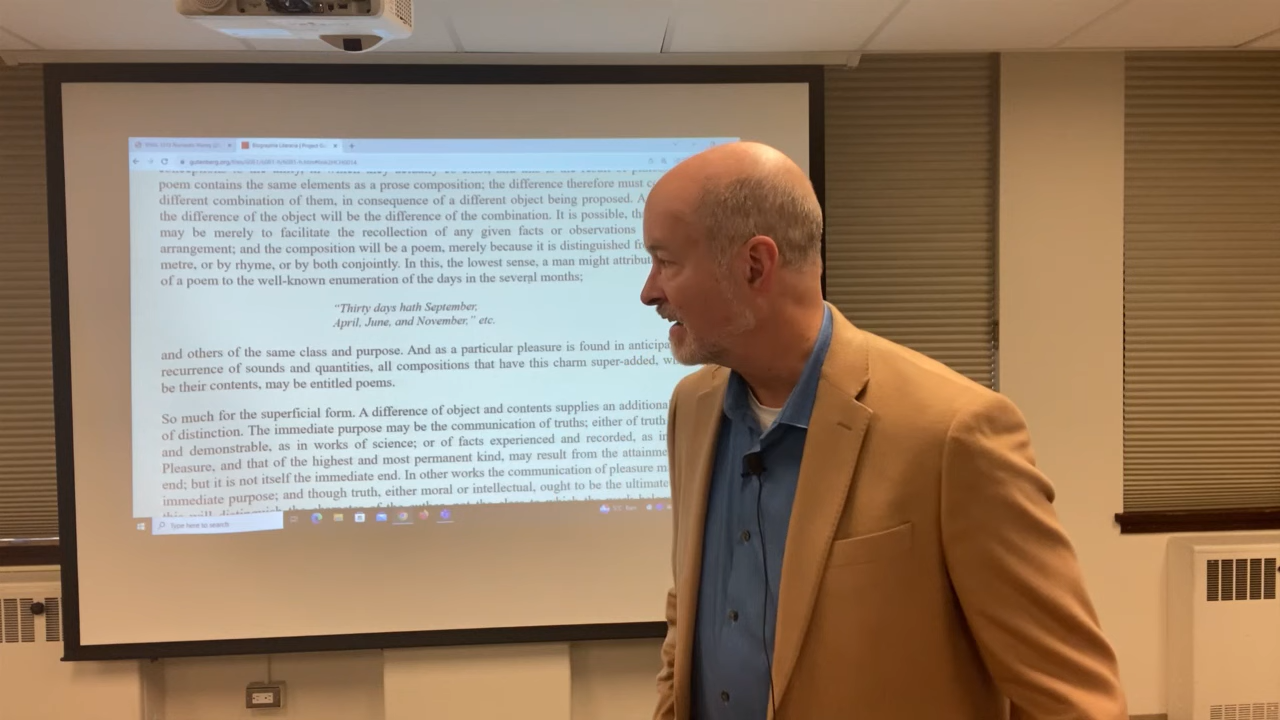 Biographia Literaria | Project Gu
poem contains the same elements as a prose composition; the difference therefore must c
different combination of them, in consequence of a different object being proposed. A
the difference of the object will be the difference of the combination. It is possible, th
may be merely to facilitate the recollection of any given facts or observations
arrangement; and the composition will be a poem, merely because it is distinguished fr
metre, or by rhyme, or by both conjointly. In this, the lowest sense, a man might attribut
of a poem to the well-known enumeration of the days in the several months;
“Thirty days hath September,
April, June, and November,” etc.
and others of the same class and purpose. And as a particular pleasure is found in anticipa
recurrence of sounds and quantities, all compositions that have this charm super-added, w
be their contents, may be entitled poems.
So much for the superficial form. A difference of object and contents supplies an additiona
of distinction. The immediate purpose may be the communication of truths; either of truth
and demonstrable, as in works of science; or of facts experienced and recorded, as in
Pleasure, and that of the highest and most permanent kind, may result from the attainme
end; but it is not itself the immediate end. In other works the communication of pleasure m
immediate purpose; and though truth, either moral or intellectual, ought to be the ultimate
Type here to search